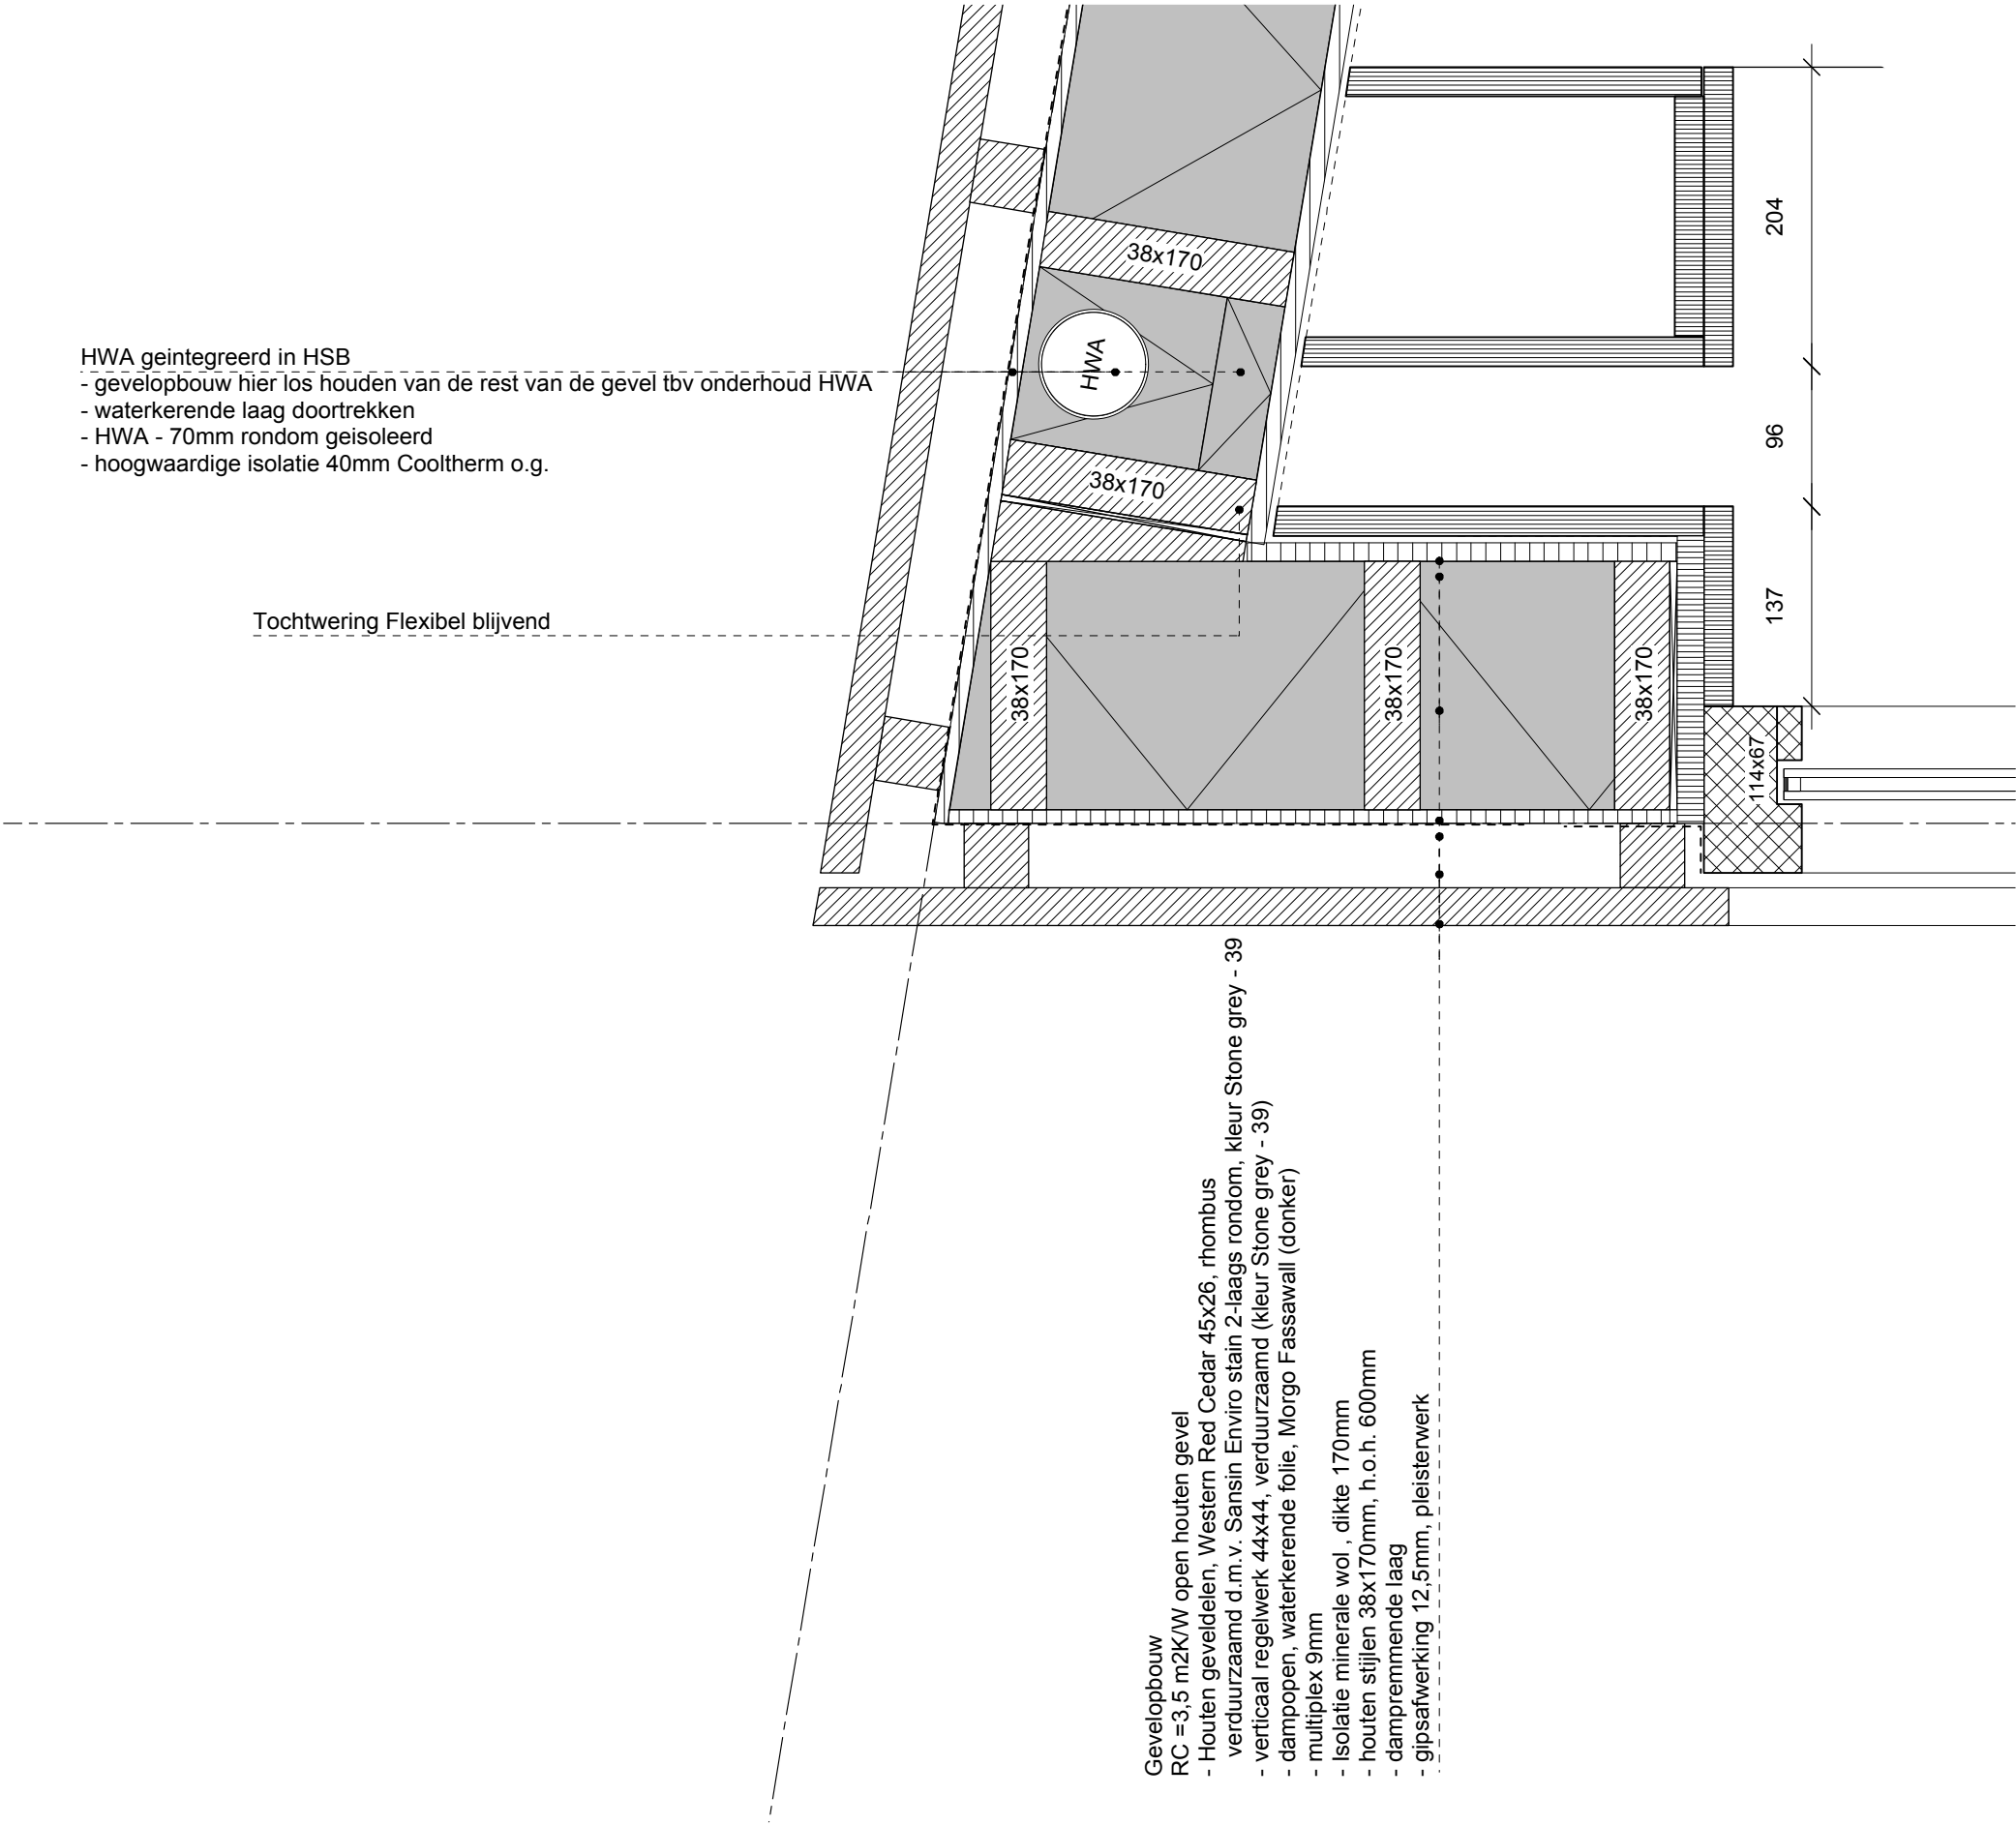 38x170
204
HWA
HWA geintegreerd in HSB
- gevelopbouw hier los houden van de rest van de gevel tbv onderhoud HWA
- waterkerende laag doortrekken
- HWA - 70mm rondom geisoleerd
- hoogwaardige isolatie 40mm Cooltherm o.g.
96
38x170
Tochtwering Flexibel blijvend
137
38x170
38x170
38x170
114x67
Gevelopbouw
RC =3,5 m2K/W open houten gevel
- Houten geveldelen, Western Red Cedar 45x26, rhombus
verduurzaamd d.m.v. Sansin Enviro stain 2-laags rondom, kleur Stone grey - 39
- verticaal regelwerk 44x44, verduurzaamd (kleur Stone grey - 39)
- dampopen, waterkerende folie, Morgo Fassawall (donker)
- multiplex 9mm
- Isolatie minerale wol , dikte 170mm
- houten stijlen 38x170mm, h.o.h. 600mm
- dampremmende laag
- gipsafwerking 12,5mm, pleisterwerk